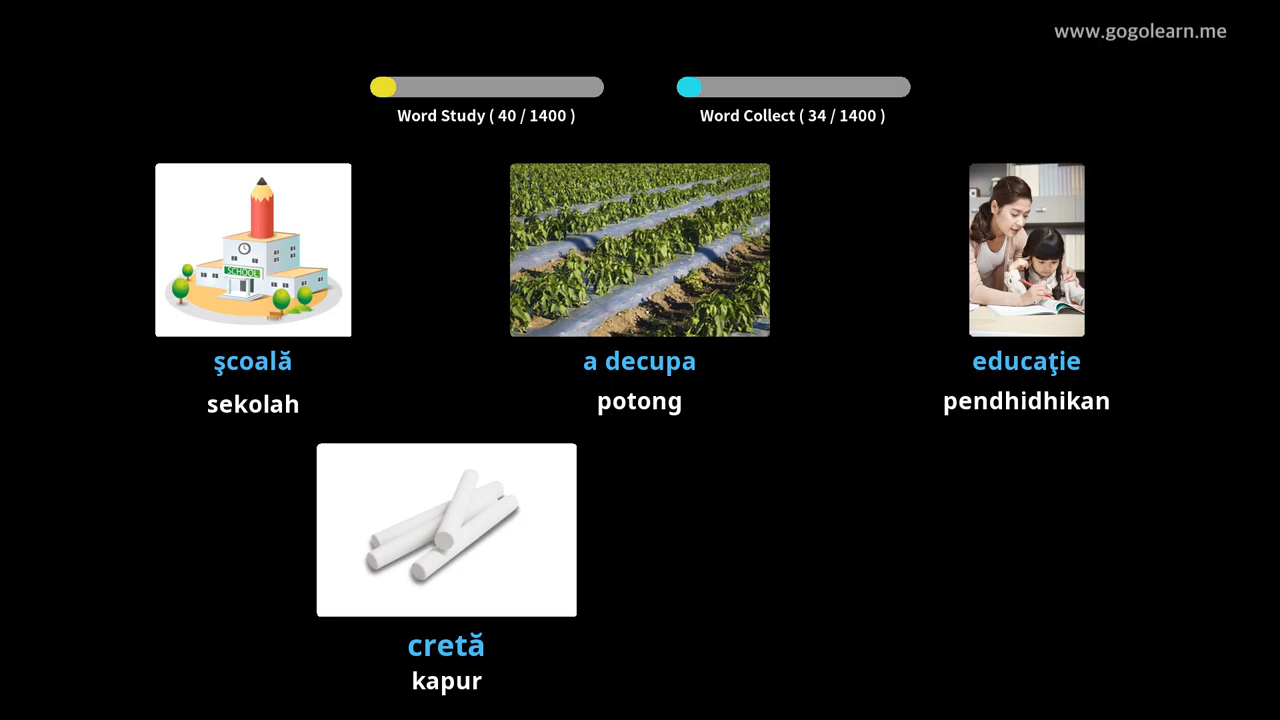 www.gogolearn.me
Word Study ( 40 / 1400 )
Word Collect ( 34 / 1400 )
SCHOOL
şcoală
a decupa
educaţie
sekolah
potong
pendhidhikan
cretă
kapur